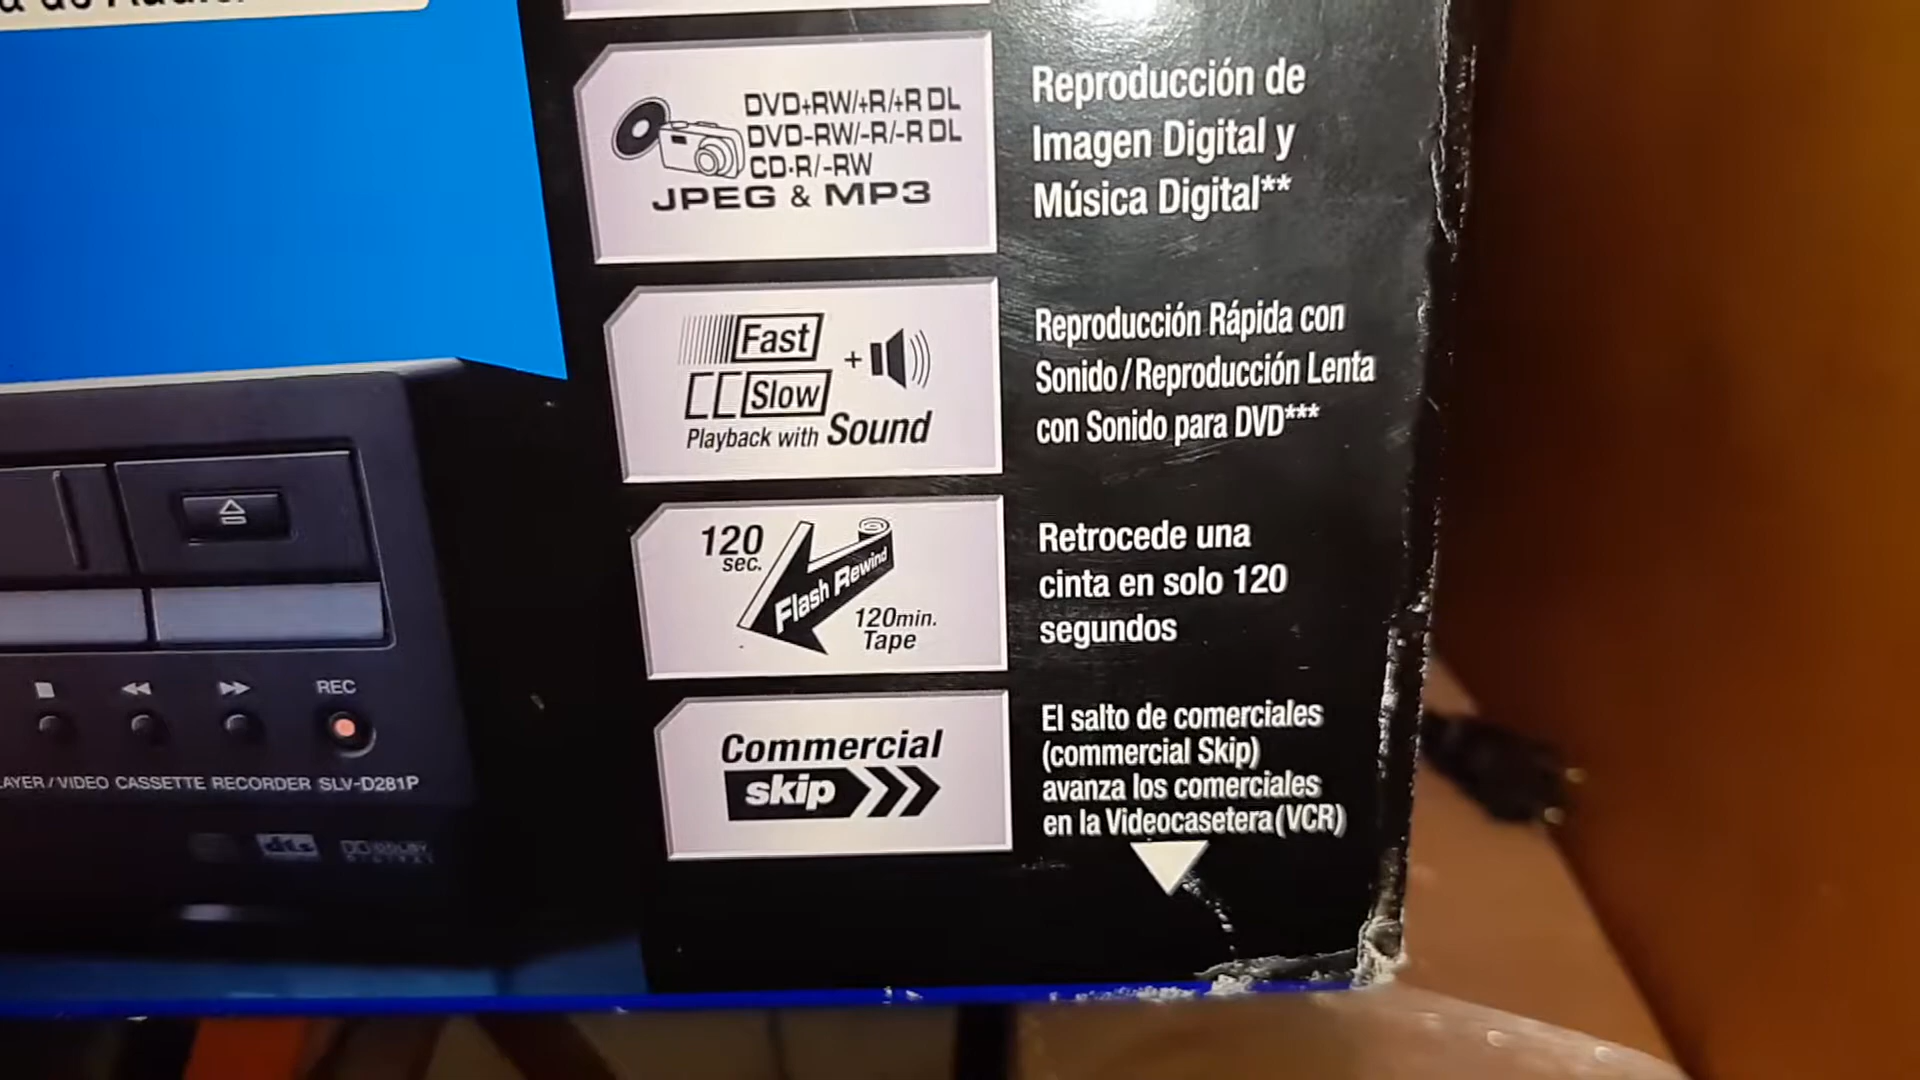 DVD+RW/+R/+R DL
DVD-RW/-R/-R DL
CD-R/-RW
JPEG & MP3
Reproducción de
Imagen Digital y
Música Digital**
Fast
Slow
+
Playback with Sound
Reproducción Rápida con
Sonido/Reproducción Lenta
con Sonido para DVD***
120
sec.
Flash Rewind
120min.
Tape
Retrocede una
cinta en solo 120
segundos
Commercial
skip
El salto de comerciales
(commercial Skip)
avanza los comerciales
en la Videocasetera(VCR)
REC
VIDEO CASSETTE RECORDER SLV-D281P
dts
DOLBY
DIGITAL